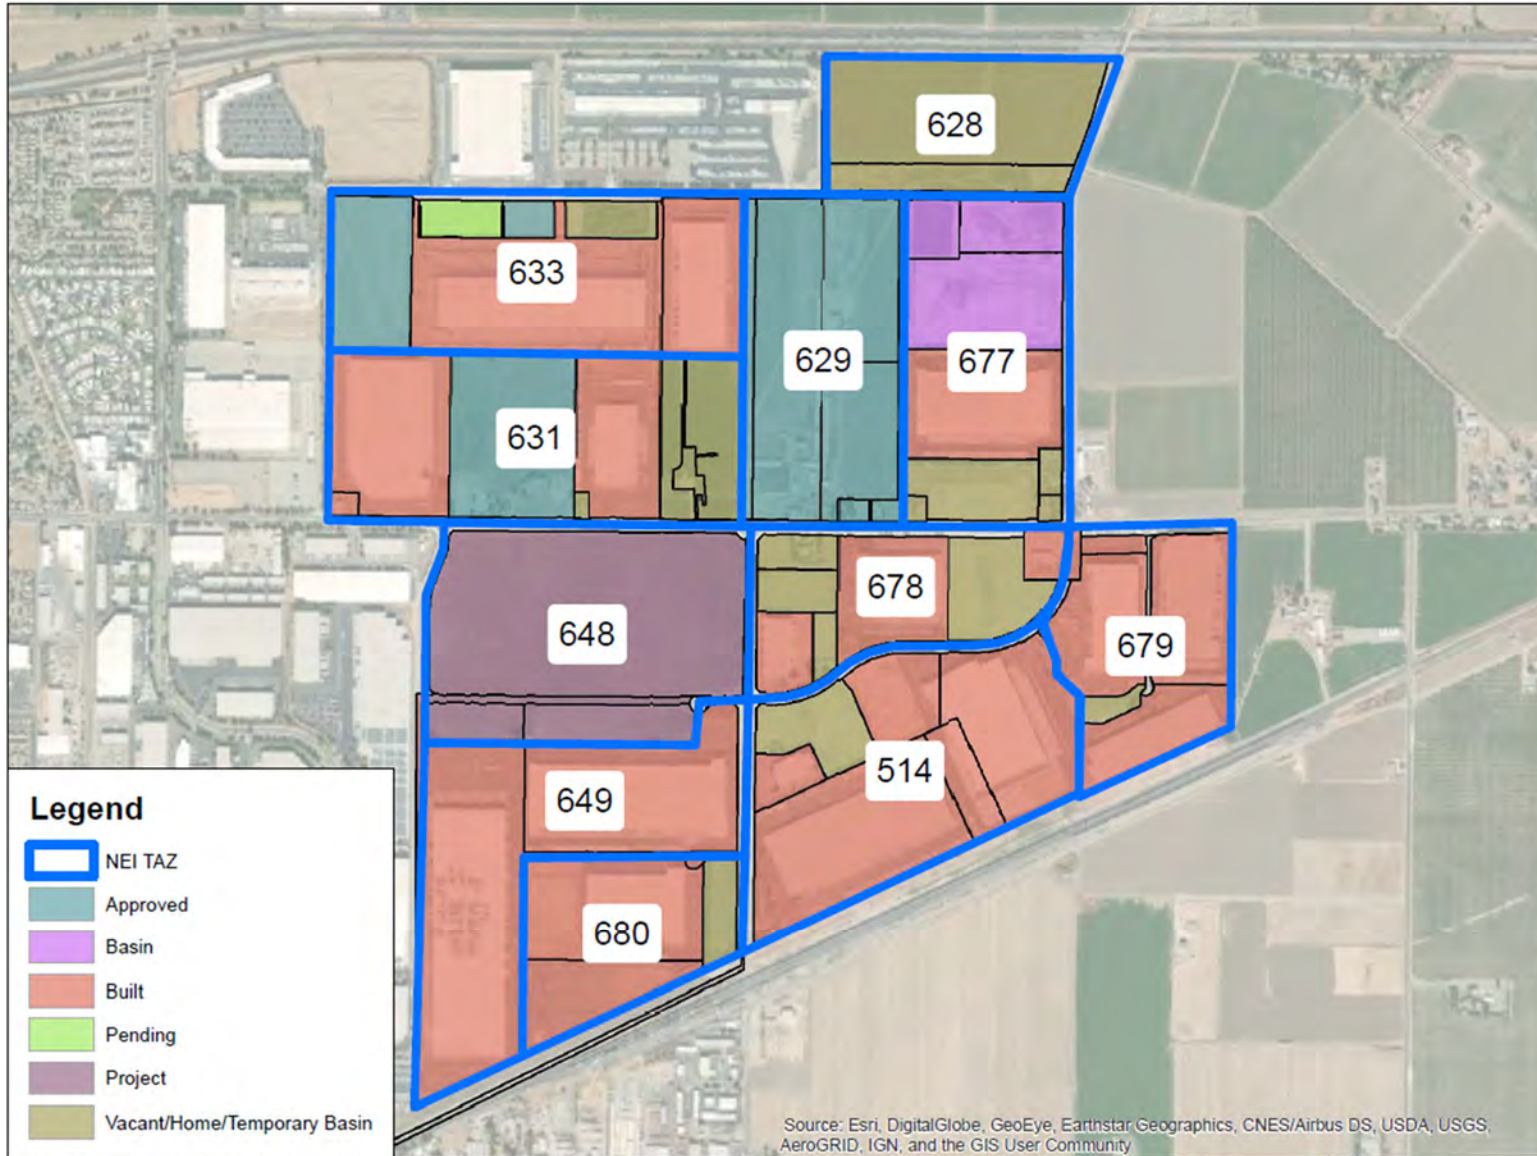 628
633
629
677
631
678
648
679
514
649
680
Legend
NEI TAZ
Approved
Basin
Built
Pending
Project
Vacant/Home/Temporary Basin
Source: Esri, DigitalGlobe, GeoEye, Earthstar Geographics, CNES/Airbus DS, USDA, USGS,
AeroGRID, IGN, and the GIS User Community